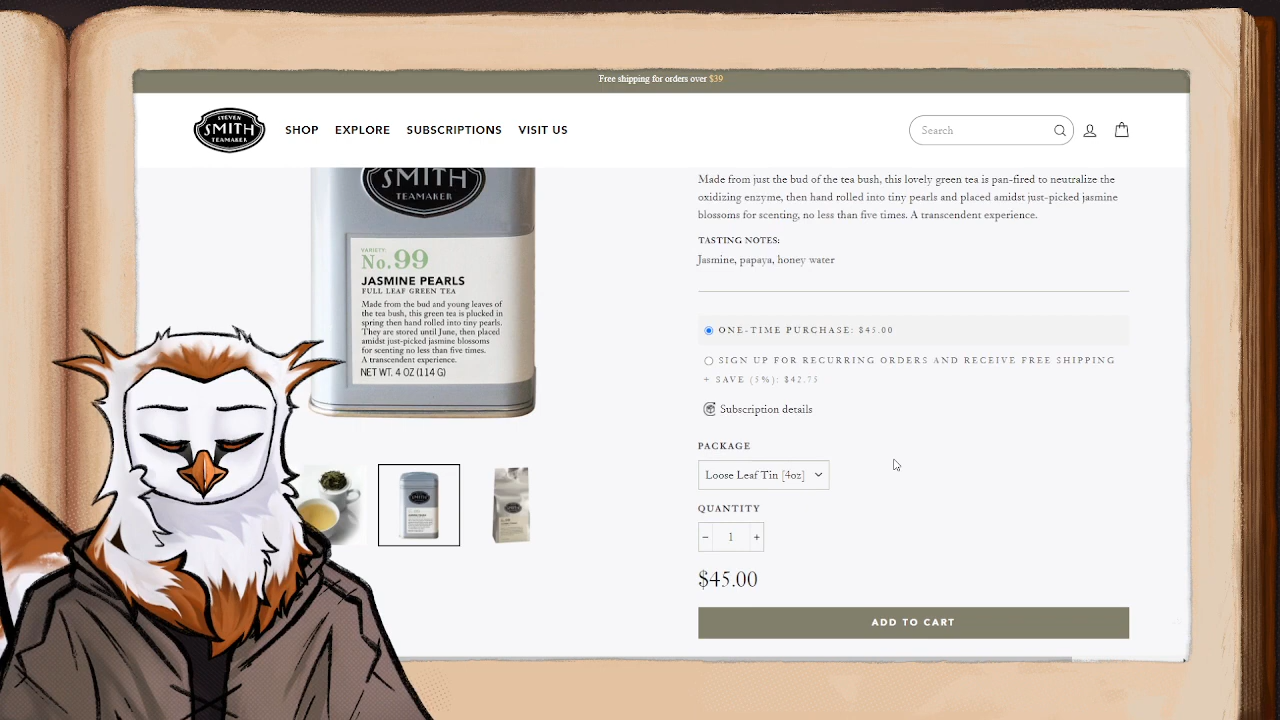 Free shipping for orders over $39
STEVEN
SMITH
TEAMAKER
SHOP EXPLORE SUBSCRIPTIONS VISIT US
Search
SMITH
TEAMAKER
VARIETY:
No.99
JASMINE PEARLS
FULL LEAF GREEN TEA
Made from the bud and young leaves of
the tea bush, this green tea is plucked in
spring then hand rolled into tiny pearls.
They are stored until June, then placed
amidst just-picked jasmine blossoms
for scenting no less than five times.
A transcendent experience.
NET WT. 4 OZ (114 G)
SMITH
Made from just the bud of the tea bush, this lovely green tea is pan-fired to neutralize the
oxidizing enzyme, then hand rolled into tiny pearls and placed amidst just-picked jasmine
blossoms for scenting, no less than five times. A transcendent experience.
TASTING NOTES:
Jasmine, papaya, honey water
ONE-TIME PURCHASE: $45.00
SIGN UP FOR RECURRING ORDERS AND RECEIVE FREE SHIPPING
+ SAVE (5%): $42.75
Subscription details
PACKAGE
Loose Leaf Tin [4oz]
QUANTITY
− 1 +
$45.00
ADD TO CART